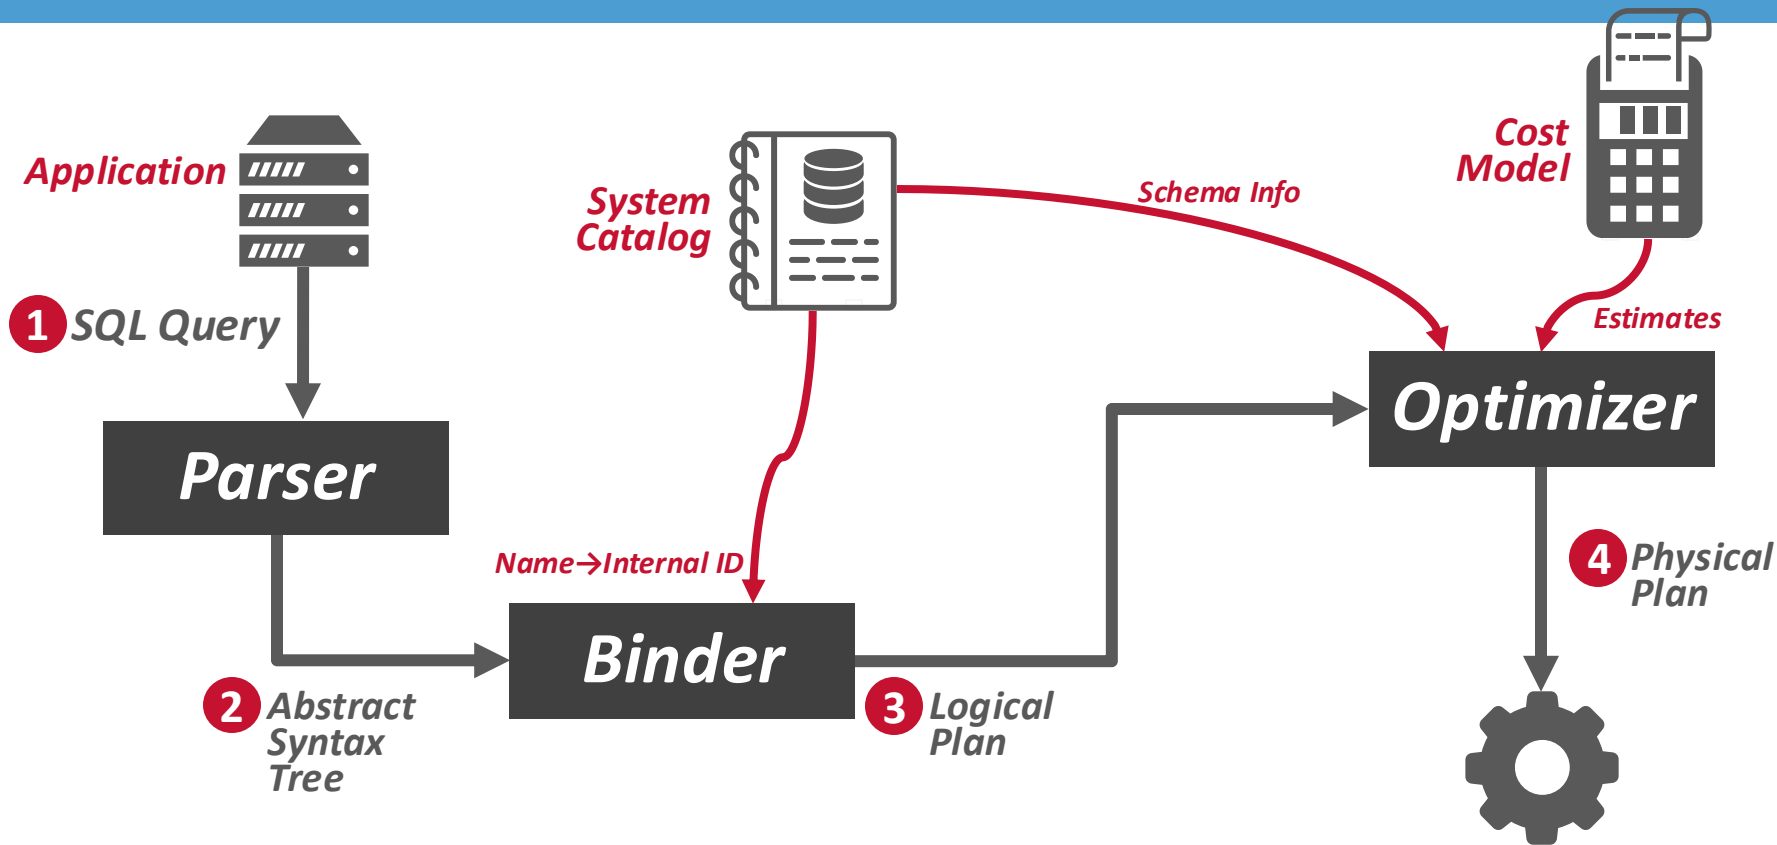 Application
1 SQL Query
Parser
2 Abstract
Syntax
Tree
System
Catalog
Name→Internal ID
Binder
3 Logical
Plan
Schema Info
Cost
Model
Estimates
Optimizer
4 Physical
Plan